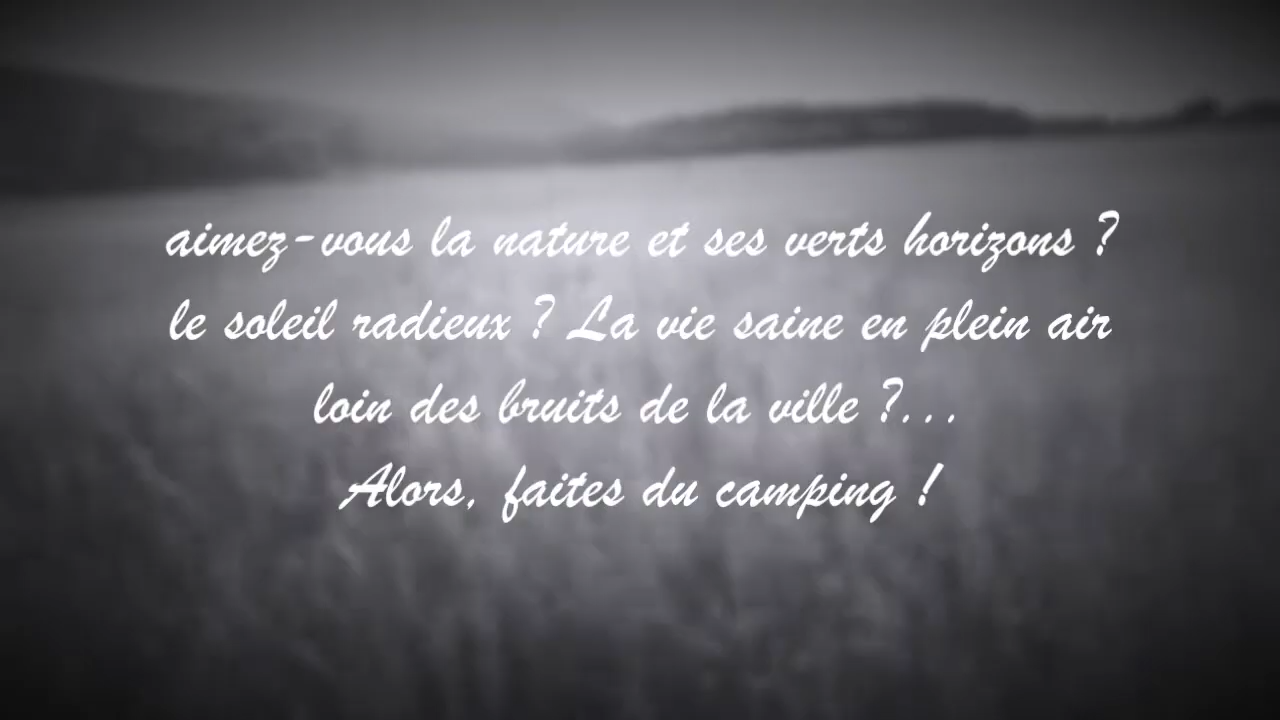 aimez-vous la nature et ses verts horizons ?
le soleil radieux ? La vie saine en plein air
loin des bruits de la ville ?...
Alors, faites du camping !